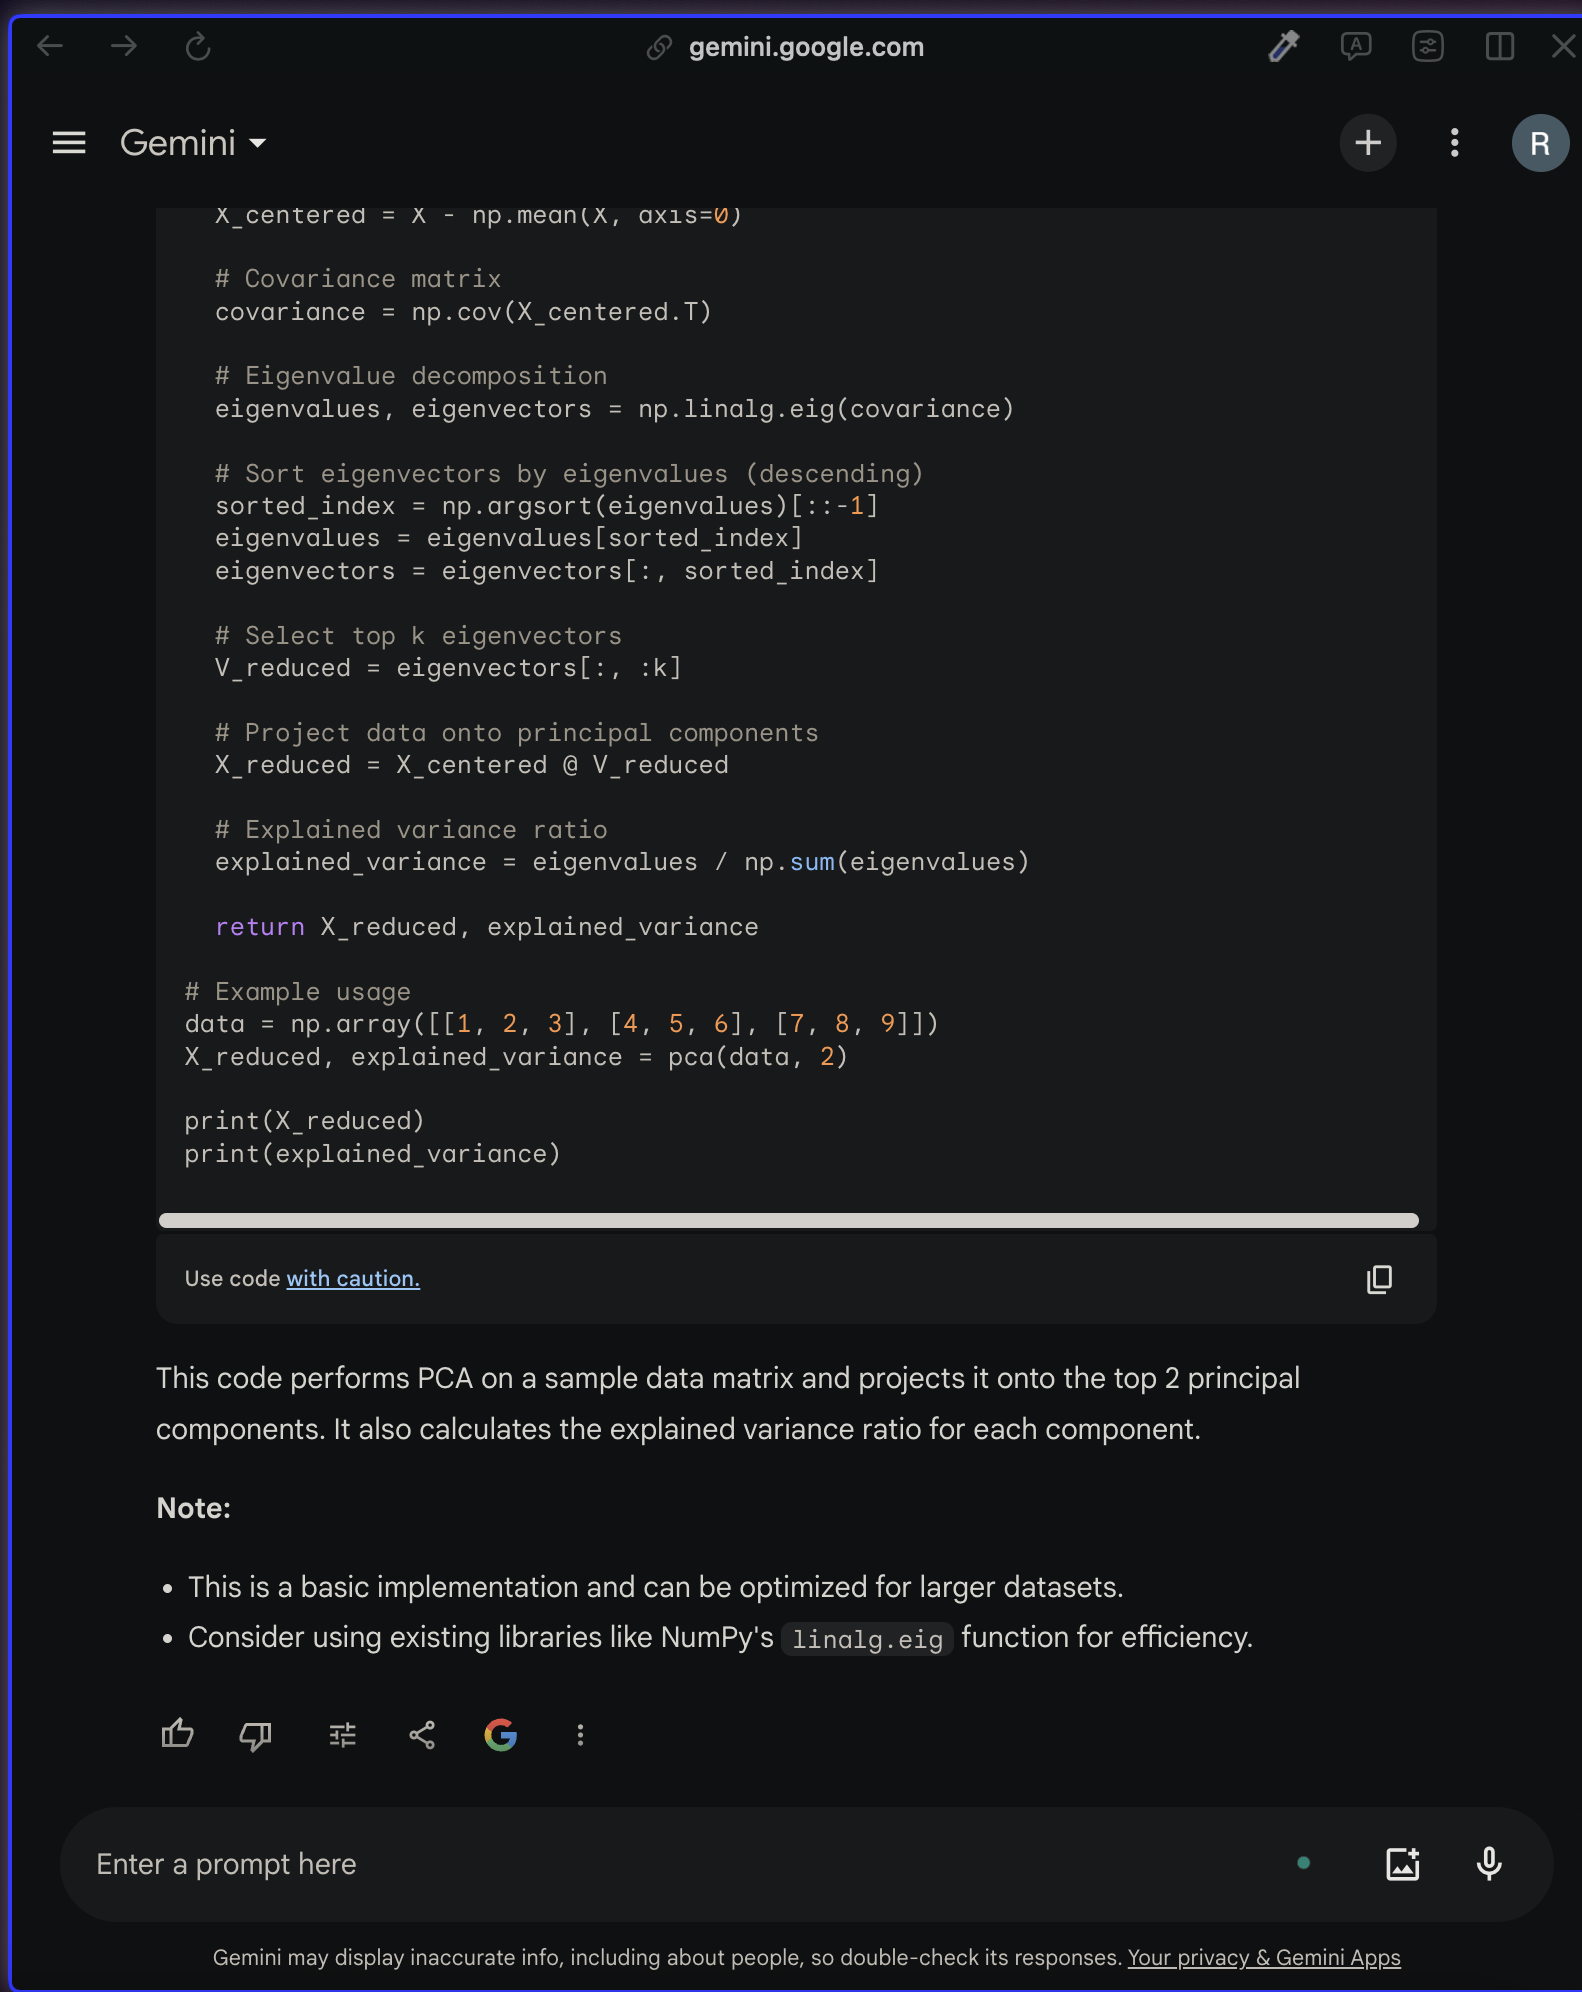 gemini.google.com
Gemini
R
X_centered = X - np.mean(X, axis=0)
# Covariance matrix
covariance = np.cov(X_centered.T)
# Eigenvalue decomposition
eigenvalues, eigenvectors = np.linalg.eig(covariance)
# Sort eigenvectors by eigenvalues (descending)
sorted_index = np.argsort(eigenvalues)[::-1]
eigenvalues = eigenvalues[sorted_index]
eigenvectors = eigenvectors[:, sorted_index]
# Select top k eigenvectors
V_reduced = eigenvectors[:, :k]
# Project data onto principal components
X_reduced = X_centered @ V_reduced
# Explained variance ratio
explained_variance = eigenvalues / np.sum(eigenvalues)
return X_reduced, explained_variance
# Example usage
data = np.array([[1, 2, 3], [4, 5, 6], [7, 8, 9]])
X_reduced, explained_variance = pca(data, 2)
print(X_reduced)
print(explained_variance)
Use code with caution.
This code performs PCA on a sample data matrix and projects it onto the top 2 principal
components. It also calculates the explained variance ratio for each component.
Note:
• This is a basic implementation and can be optimized for larger datasets.
• Consider using existing libraries like NumPy's linalg.eig function for efficiency.
Enter a prompt here
Gemini may display inaccurate info, including about people, so double-check its responses. Your privacy & Gemini Apps